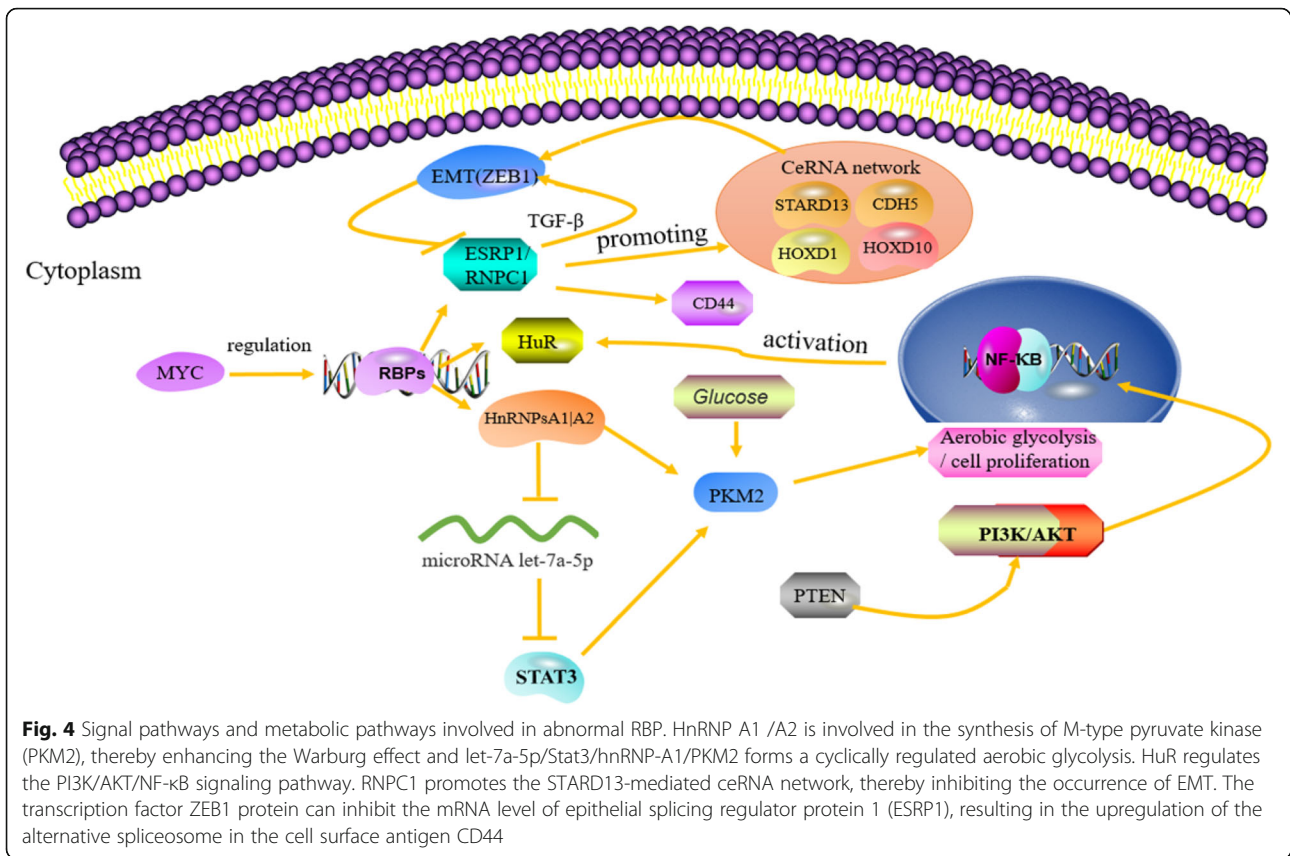 CeRNA network
EMT(ZEB1)
STARD13
CDH5
TGF-β
promoting
HOXD1
HOXD10
ESRP1/
RNPC1
Cytoplasm
CD44
HuR
activation
NF-KB
regulation
MYC
RBPs
Glucose
HnRNPsA1|A2
Aerobic glycolysis
/ cell proliferation
PKM2
PI3K/AKT
microRNA let-7a-5p
PTEN
STAT3
Fig. 4 Signal pathways and metabolic pathways involved in abnormal RBP. HnRNP A1 /A2 is involved in the synthesis of M-type pyruvate kinase
(PKM2), thereby enhancing the Warburg effect and let-7a-5p/Stat3/hnRNP-A1/PKM2 forms a cyclically regulated aerobic glycolysis. HuR regulates
the PI3K/AKT/NF-κB signaling pathway. RNPC1 promotes the STARD13-mediated ceRNA network, thereby inhibiting the occurrence of EMT. The
transcription factor ZEB1 protein can inhibit the mRNA level of epithelial splicing regulator protein 1 (ESRP1), resulting in the upregulation of the
alternative spliceosome in the cell surface antigen CD44